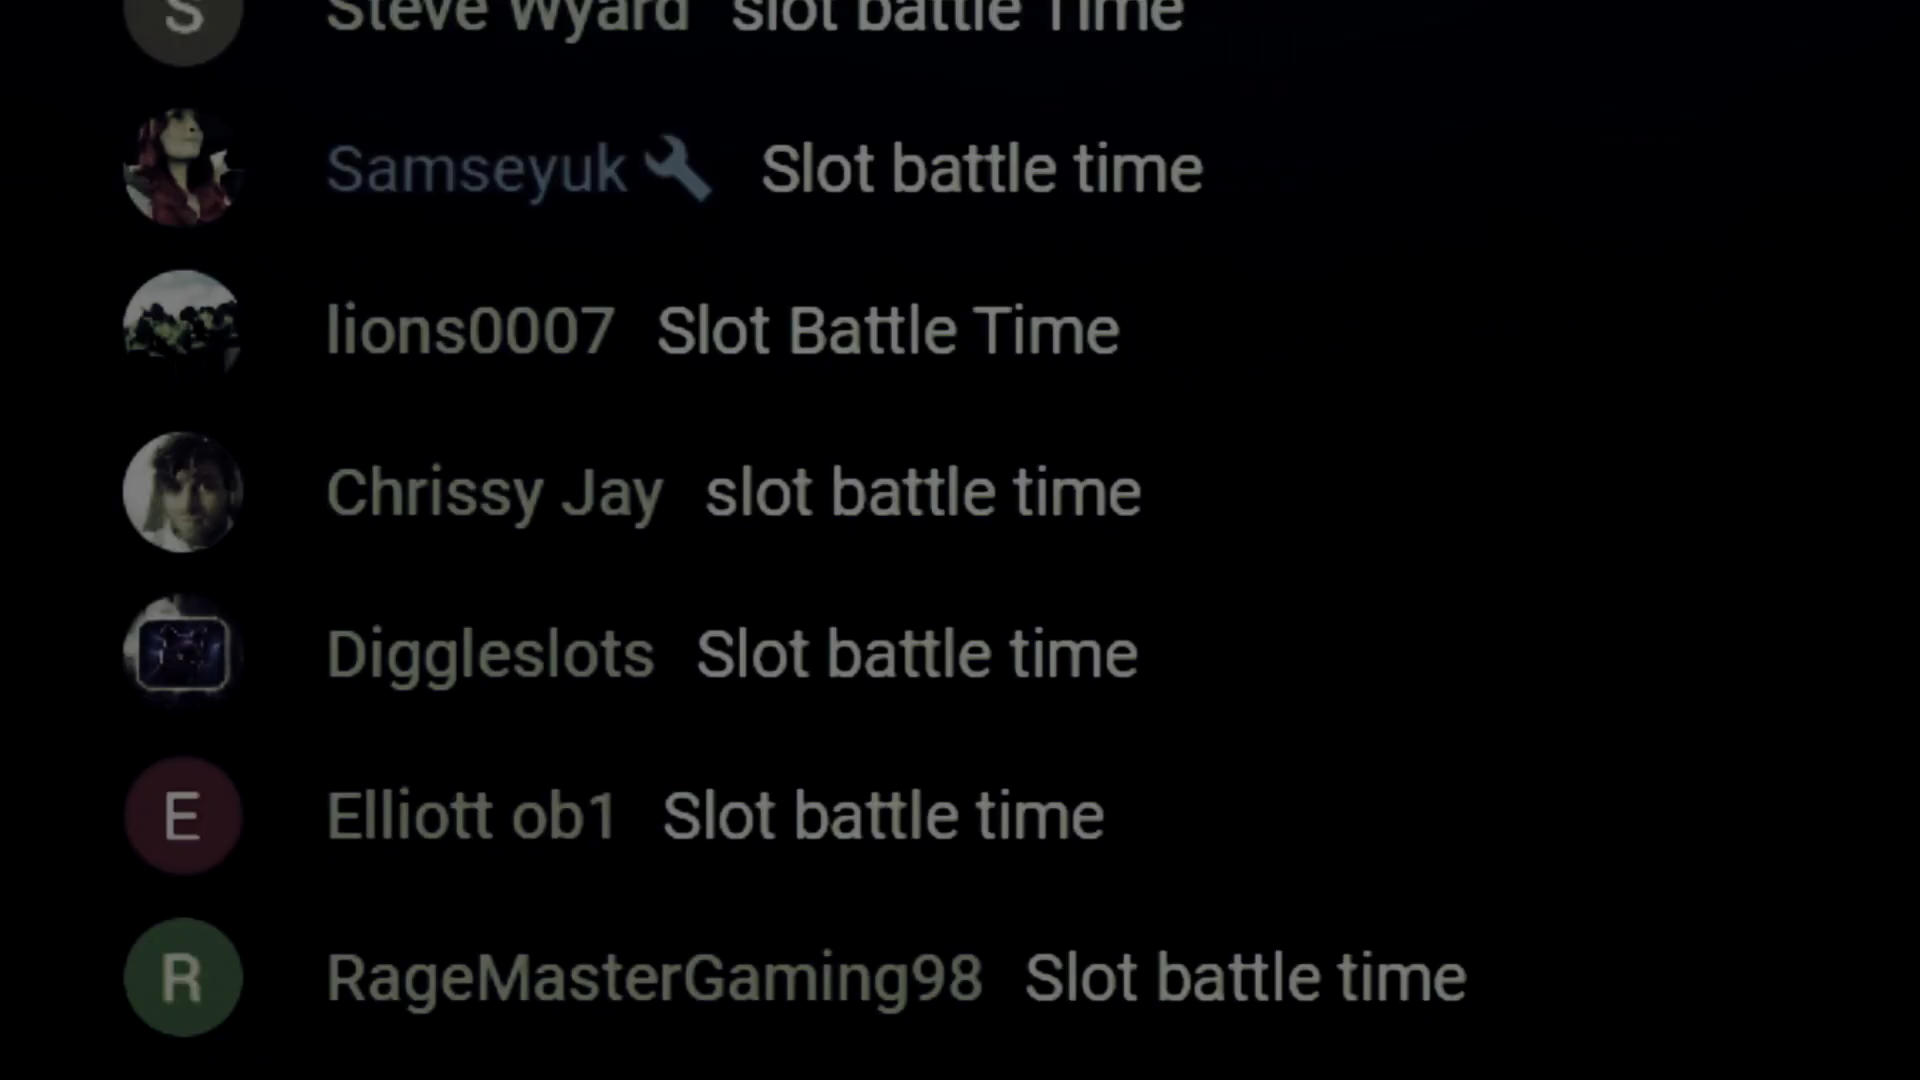 S Steve Wyard slot battle Time
Samseyuk Slot battle time
lions0007 Slot Battle Time
Chrissy Jay slot battle time
Diggleslots Slot battle time
E Elliott ob1 Slot battle time
R RageMasterGaming98 Slot battle time